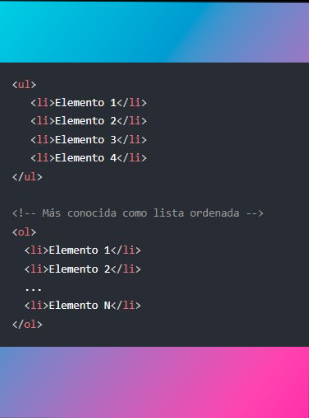 <ul>
<li>Elemento 1</li>
<li>Elemento 2</li>
<li>Elemento 3</li>
<li>Elemento 4</li>
</ul>
<!-- Más conocida como lista ordenada -->
<ol>
<li>Elemento 1</li>
<li>Elemento 2</li>
...
<li>Elemento N</li>
</ol>